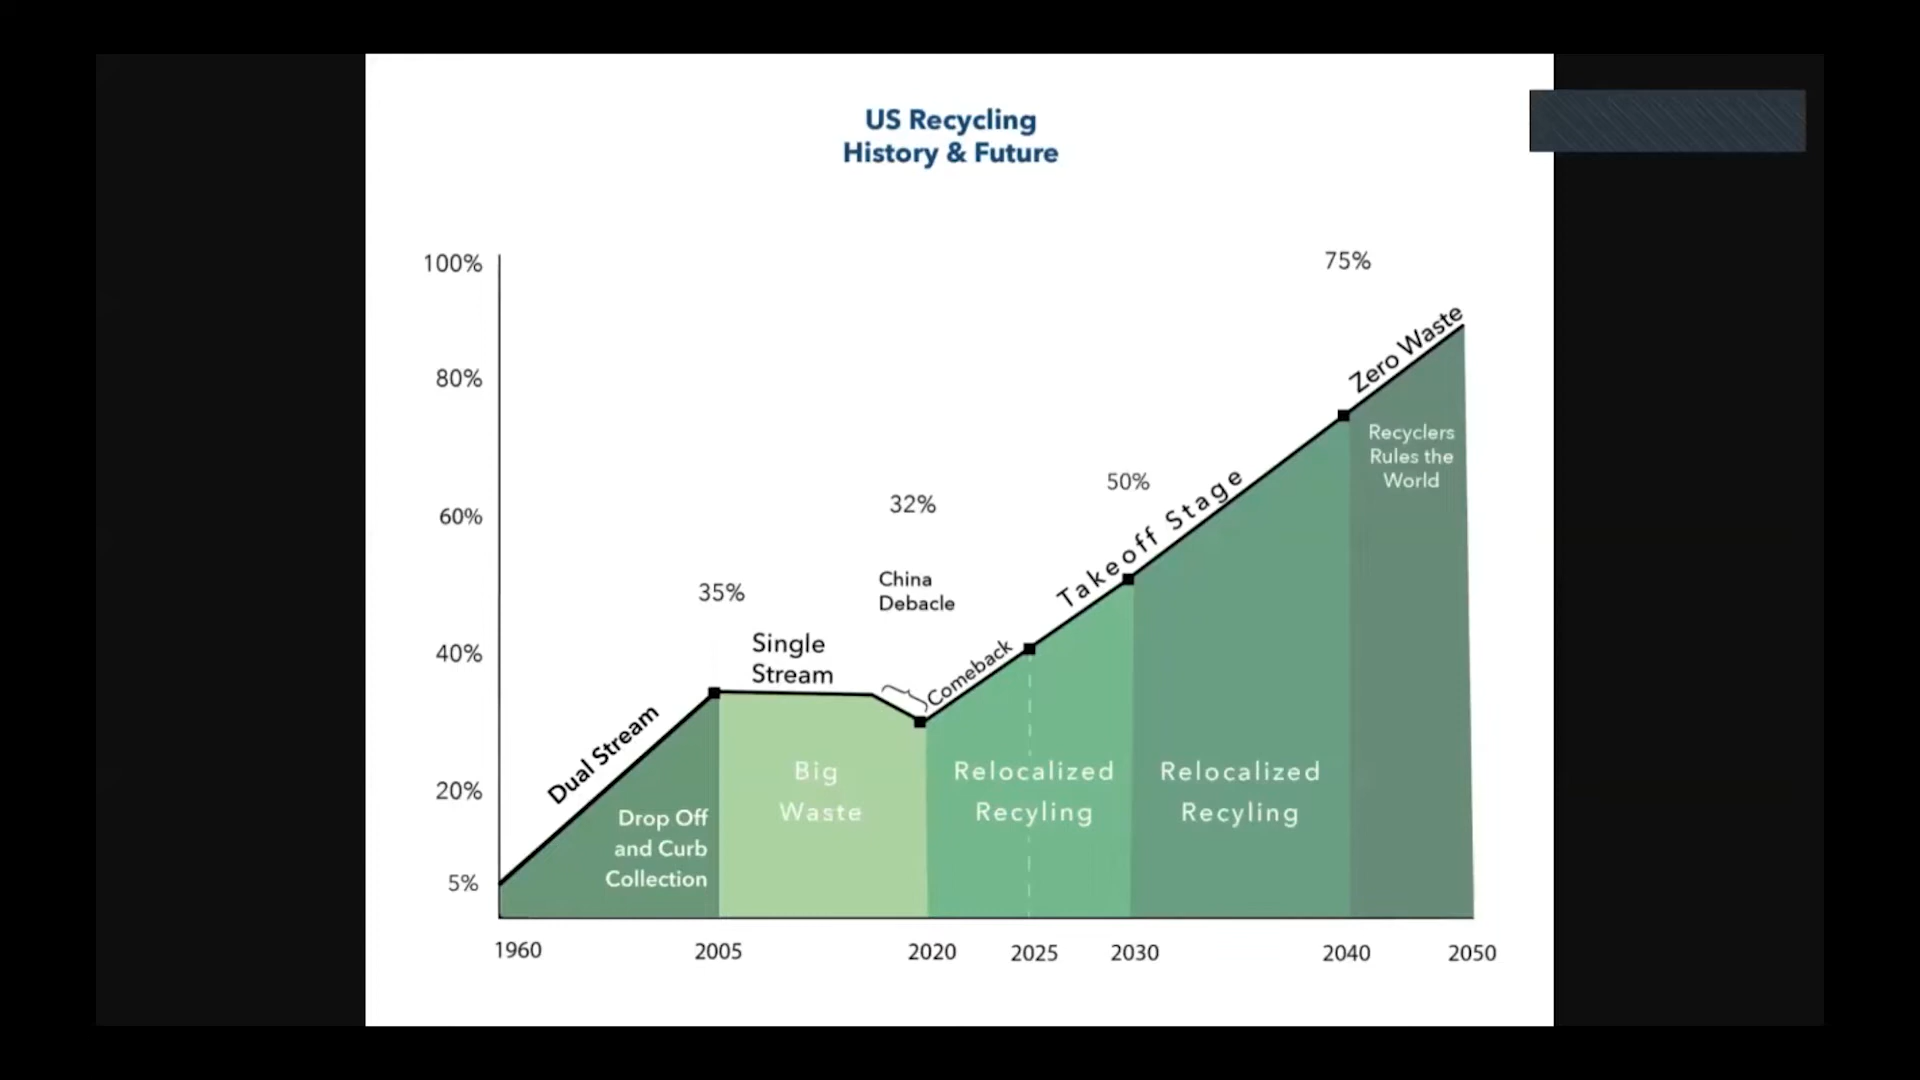 US Recycling
History & Future
100%
80%
60%
40%
20%
5%
75%
50%
32%
35%
China
Debacle
Single
Stream
Dual Stream
Comeback
Takeoff Stage
Zero Waste
Recyclers
Rules the
World
Drop Off
and Curb
Collection
Big
Waste
Relocalized
Recyling
Relocalized
Recyling
1960
2005
2020
2025
2030
2040
2050